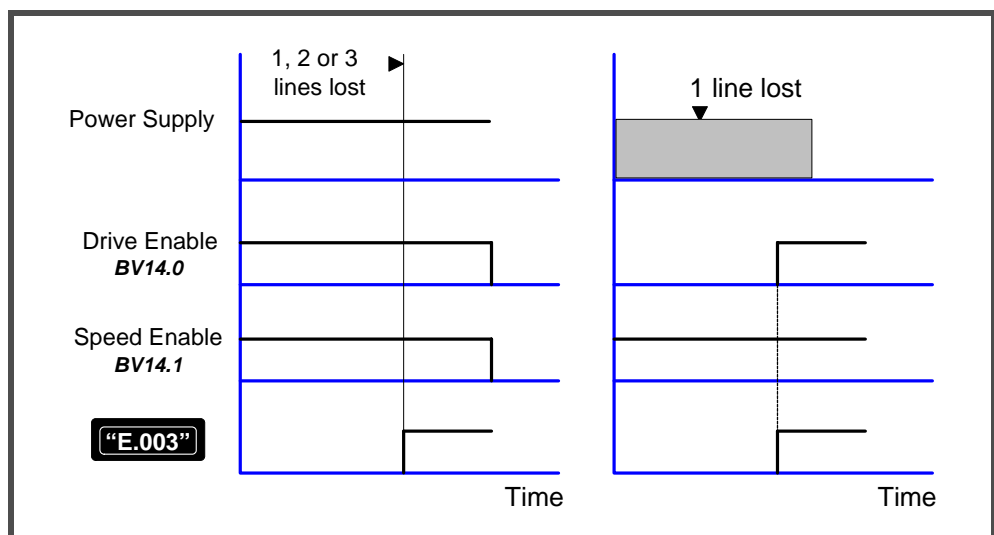 1, 2 or 3
lines lost
1 line lost
Power Supply
Drive Enable
BV14.0
Speed Enable
BV14.1
“E.003”
Time
Time